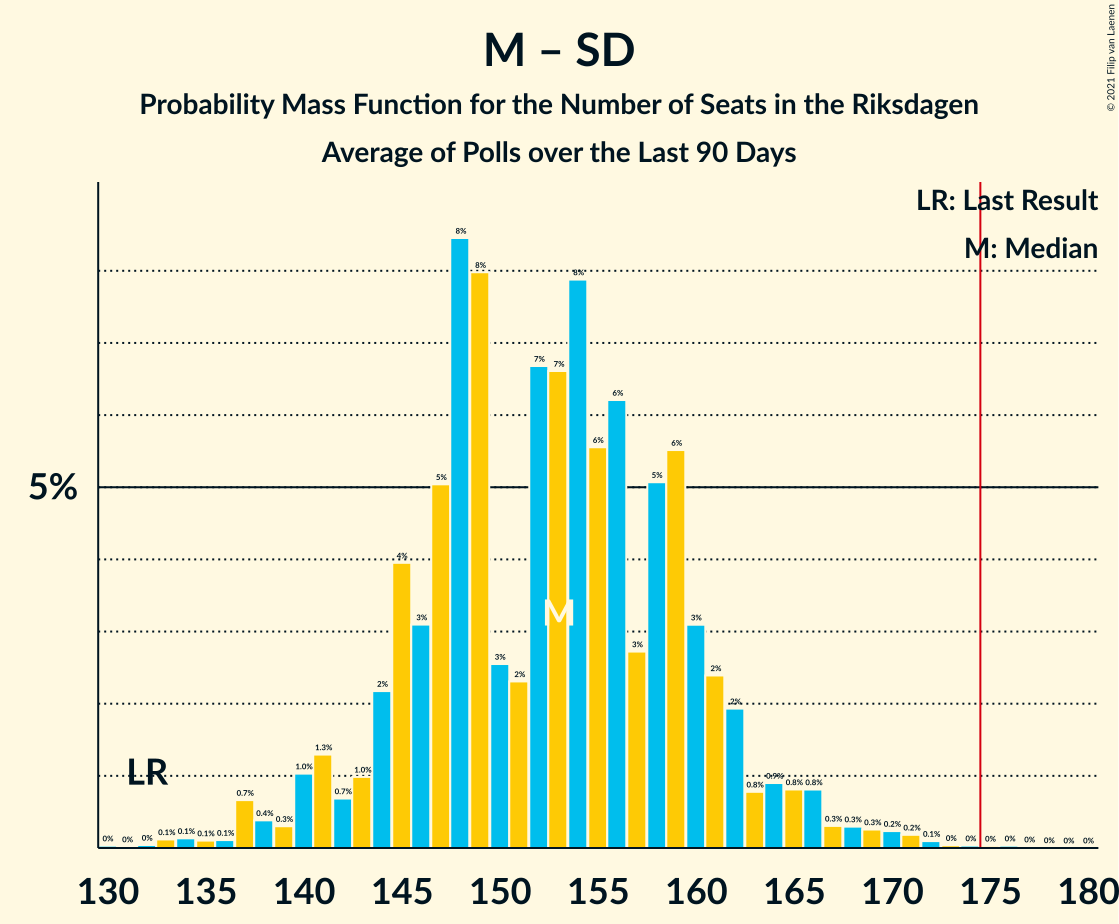 M – SD
Probability Mass Function for the Number of Seats in the Riksdagen
Average of Polls over the Last 90 Days
© 2021 Filip van Laenen
LR: Last Result
M: Median
5%
0% 0% 0% 0.1% 0.1% 0.1% 0.1% 0.7% 0.4% 0.3% 1.0% 1.3% 0.7% 1.0% 2% 4% 3% 5% 8% 8% 3% 2% 7% 7% 8% 6% 6% 3% 5% 6% 3% 2% 2% 0.8% 0.9% 0.8% 0.8% 0.3% 0.3% 0.3% 0.2% 0.2% 0.1% 0% 0% 0% 0% 0% 0% 0% 0%
M
LR
130 135 140 145 150 155 160 165 170 175 180